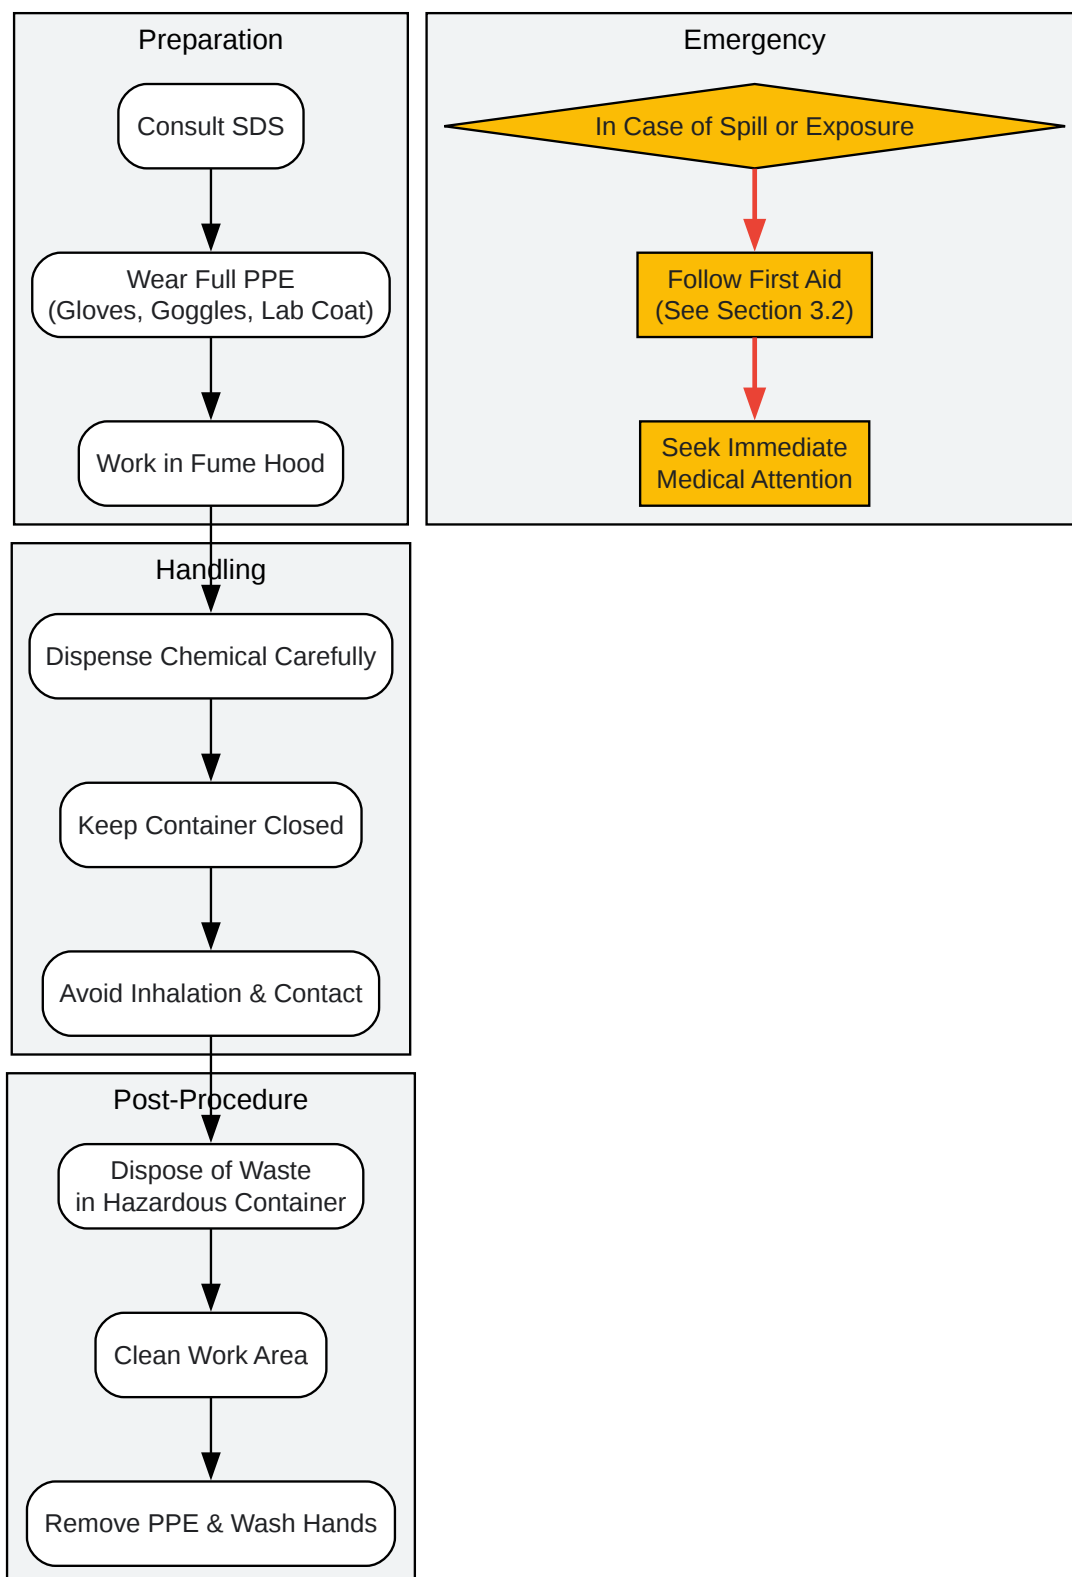 Preparation
Consult SDS
Wear Full PPE
(Gloves, Goggles, Lab Coat)
Work in Fume Hood
Emergency
In Case of Spill or Exposure
Follow First Aid
(See Section 3.2)
Seek Immediate
Medical Attention
Handling
Dispense Chemical Carefully
Keep Container Closed
Avoid Inhalation & Contact
Post-Procedure
Dispose of Waste
in Hazardous Container
Clean Work Area
Remove PPE & Wash Hands